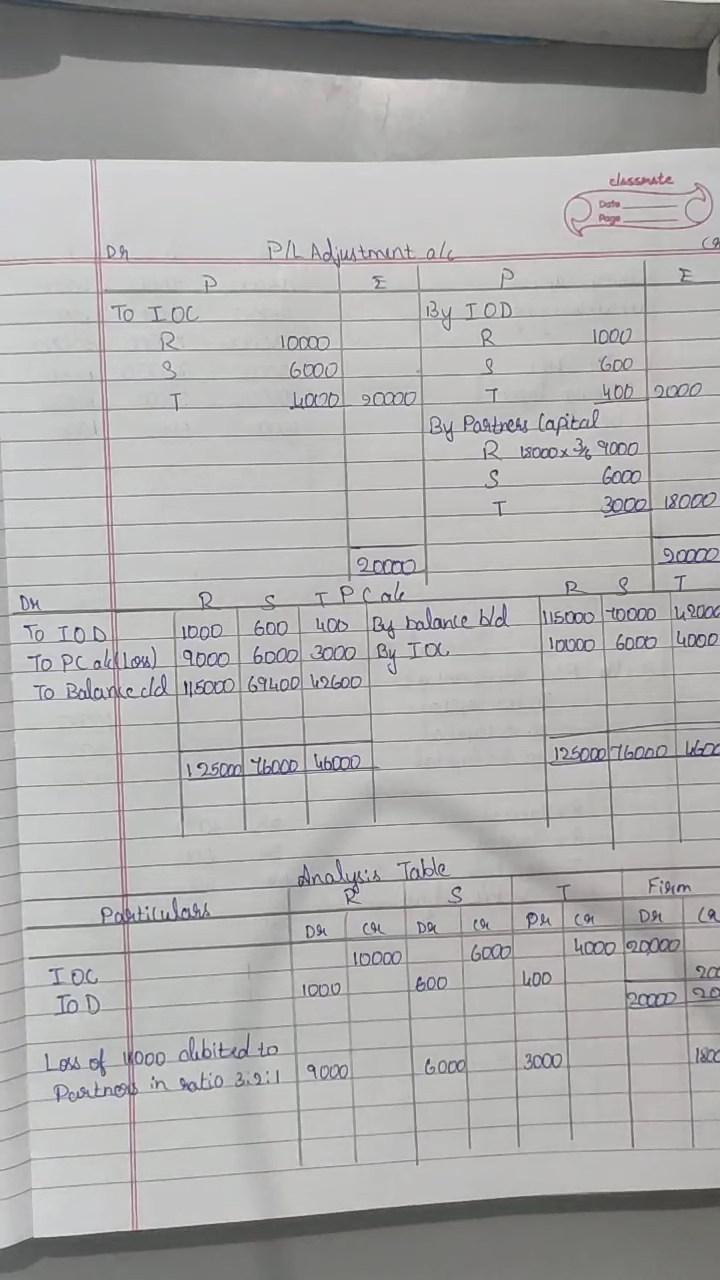 classmate
Date
Page
Dr P/L Adjustment a/c
P Σ P Σ
To IOC By IOD
R 10000 R 1000
S 6000 S 600
T 4000 20000 T 400 2000
By Partners Capital
R 18000 x 3/6 9000
S 6000
T 3000 18000
20000 20000
Dr R S T P C a/c R S T
To IOD 1000 600 400 By balance b/d 115000 70000 42000
To PC a/c (Loss) 9000 6000 3000 By IOC 10000 6000 4000
To Balance c/d 115000 69400 42600
125000 76000 46000 125000 76000 4600
Analysis Table
Particulars R S T Firm
Dr Cr Dr Cr Dr Cr Dr Cr
IOC 10000 6000 4000 20000
IOD 1000 600 400 200
20000 20
Loss of 18000 debited to
Partners in ratio 3:2:1 9000 6000 3000 1800